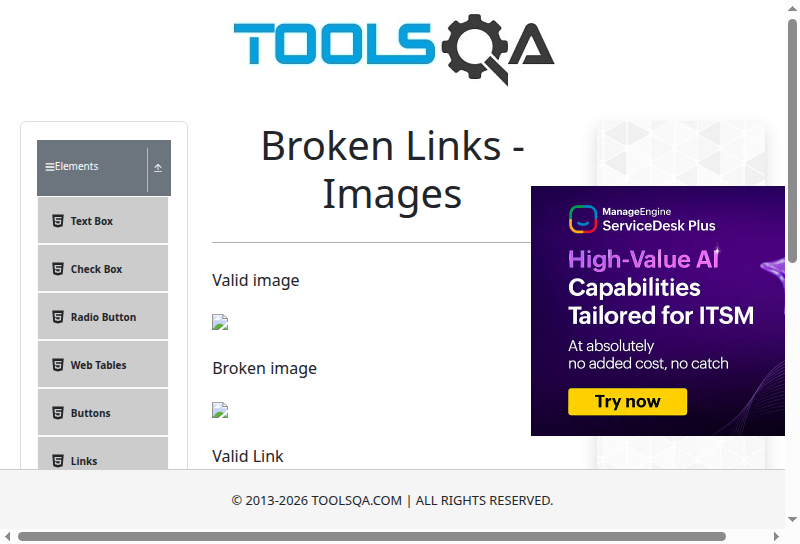 TOOLSQA
Elements
Text Box
Check Box
Radio Button
Web Tables
Buttons
Links
Broken Links -
Images
Valid image
Broken image
Valid Link
ManageEngine
ServiceDesk Plus
High-Value AI
Capabilities
Tailored for ITSM
At absolutely
no added cost, no catch
Try now
© 2013-2026 TOOLSQA.COM | ALL RIGHTS RESERVED.